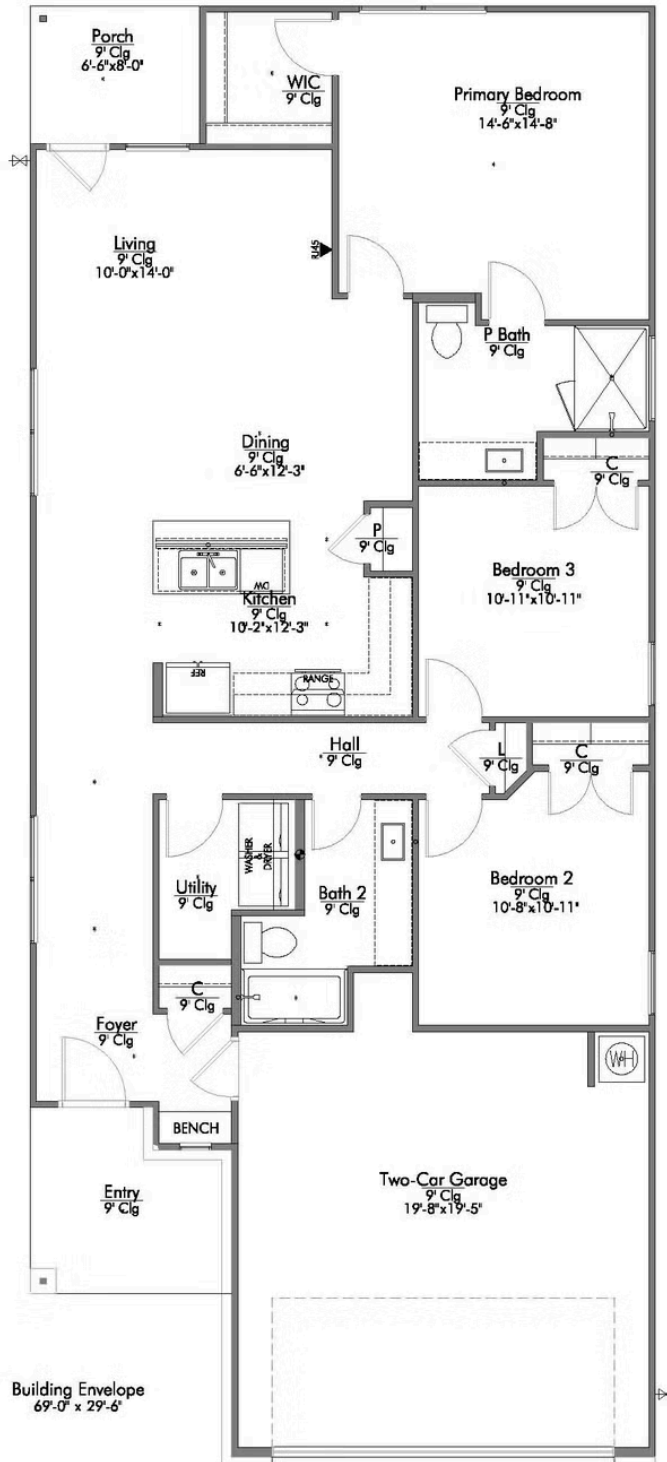 Porch
9' Clg
6'-6"x8'-0"
WIC
9' Clg
Primary Bedroom
9' Clg
14'-6"x14'-8"
Living
9' Clg
10'-0"x14'-0"
RJ45
P Bath
9' Clg
Dining
9' Clg
6'-6"x12'-3"
C
9' Clg
P
9' Clg
Bedroom 3
9' Clg
10'-11"x10'-11"
DW
Kitchen
9' Clg
10'-2"x12'-3"
REF
RANGE
Hall
9' Clg
L
9' Clg
C
9' Clg
WASHER
&
DRYER
Utility
9' Clg
Bath 2
9' Clg
Bedroom 2
9' Clg
10'-8"x10'-11"
C
9' Clg
Foyer
9' Clg
WH
BENCH
Entry
9' Clg
Two-Car Garage
9' Clg
19'-8"x19'-5"
Building Envelope
69'-0" x 29'-6"